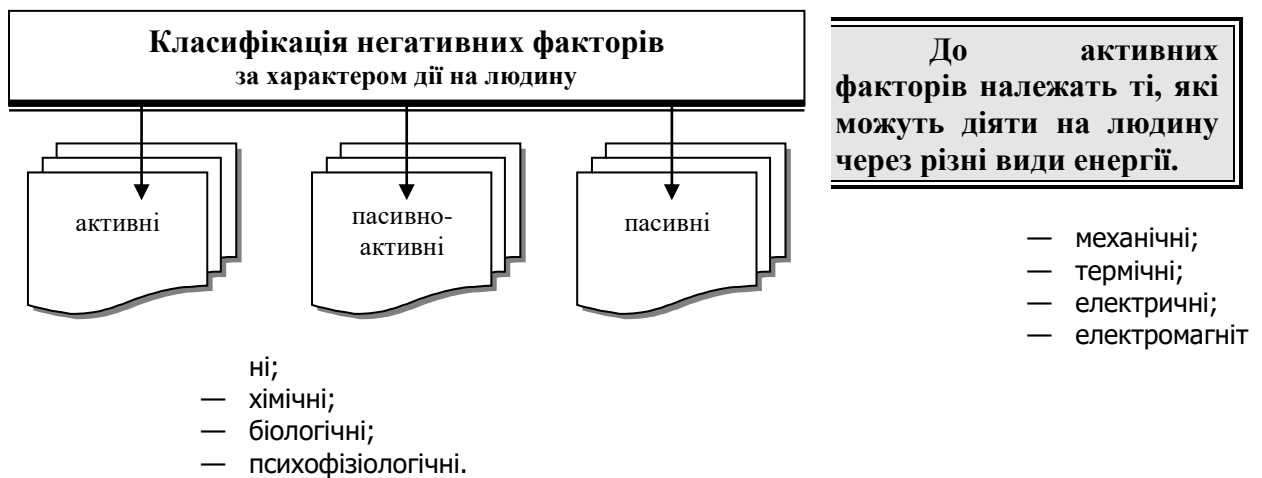 Класифікація негативних факторів
за характером дії на людину
активні
пасивно-
активні
пасивні
До активних
факторів належать ті, які
можуть діяти на людину
через різні види енергії.
— механічні;
— термічні;
— електричні;
— електромагніт
ні;
— хімічні;
— біологічні;
— психофізіологічні.